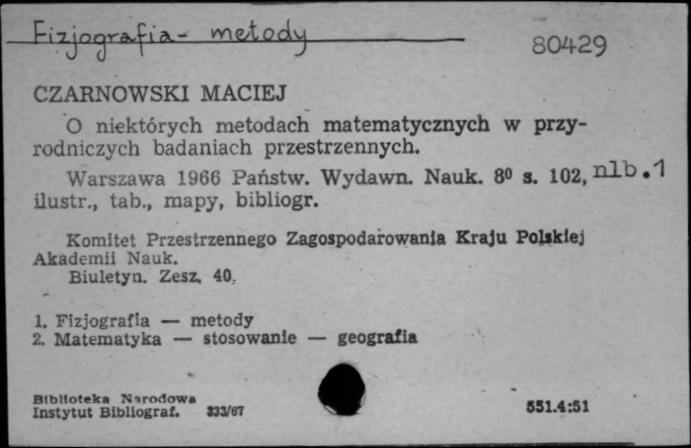 Fizjografia - metody
80429
CZARNOWSKI MACIEJ
O niektórych metodach matematycznych w przy-
rodniczych badaniach przestrzennych.
Warszawa 1966 Państw. Wydawn. Nauk. 8⁰ s. 102, nlb. 1
ilustr., tab., mapy, bibliogr.
Komitet Przestrzennego Zagospodarowania Kraju Polskiej
Akademii Nauk.
Biuletyn. Zesz. 40.
1. Fizjografia — metody
2. Matematyka — stosowanie — geografia
Biblioteka Narodowa
Instytut Bibliograf. 333/67
551.4:51